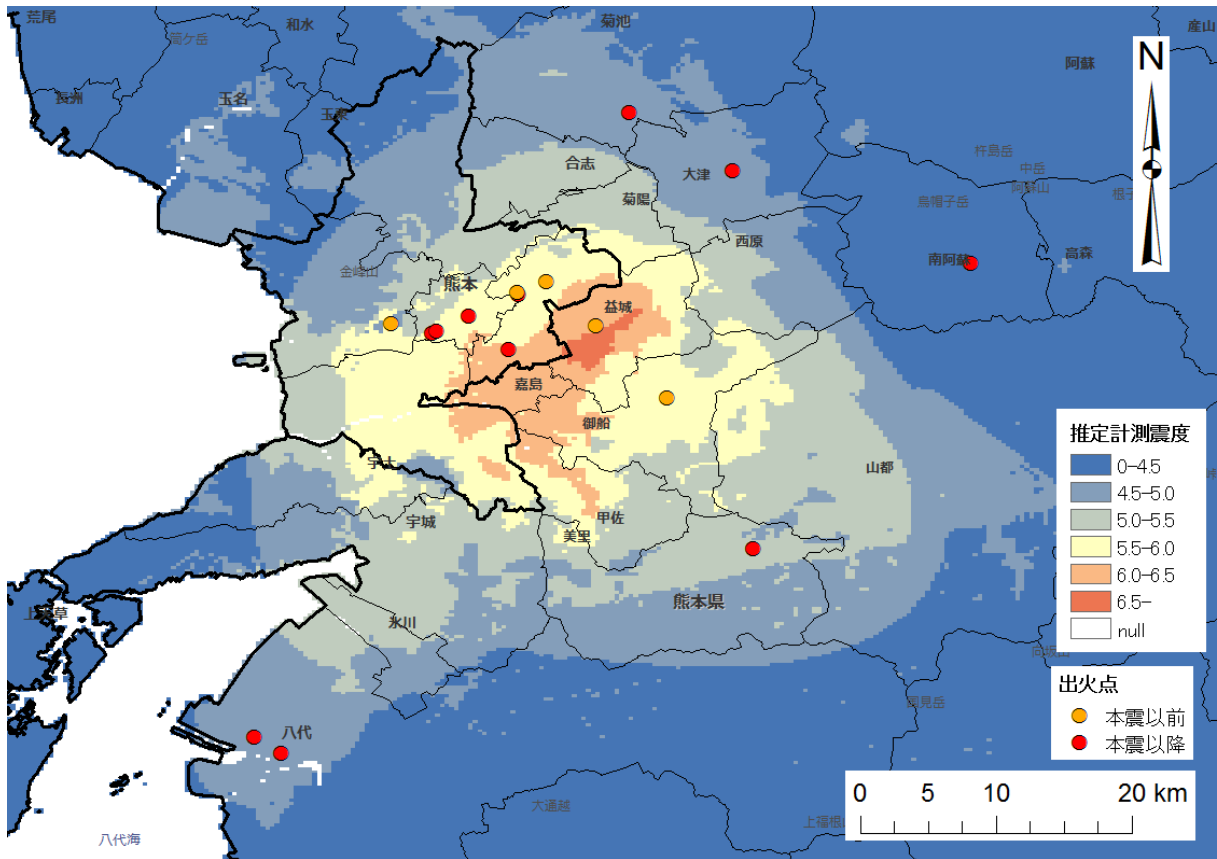 荒尾
和水
菊池
産山
筒ケ岳
N
阿蘇
長洲
玉名
玉東
杵島岳
合志
中岳
大津
阿蘇山
菊陽
烏帽子岳
西原
南阿蘇
高森
金峰山
熊本
益城
嘉島
御船
推定計測震度
0-4.5
4.5-5.0
5.0-5.5
5.5-6.0
6.0-6.5
6.5-
null
宇土
山都
宇城
甲佐
美里
熊本県
氷川
向坂山
出火点
本震以前
本震以降
国見岳
八代
0 5 10 20 km
大通越
八代海